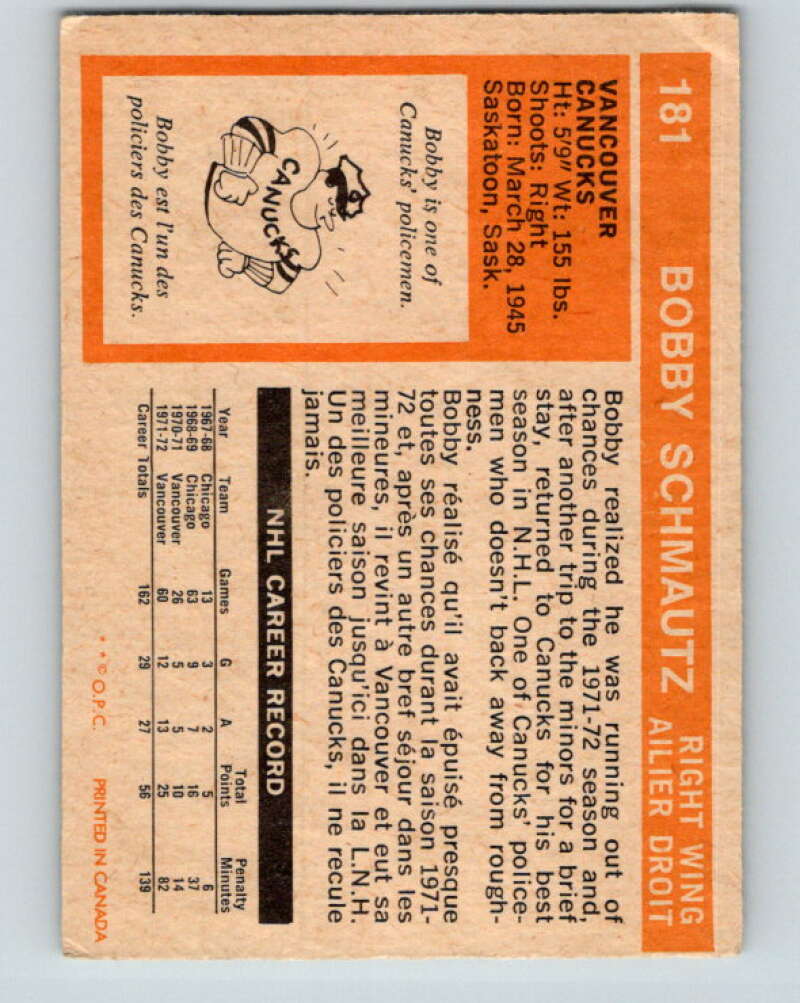 181 BOBBY SCHMAUTZ RIGHT WING
AILIER DROIT
VANCOUVER
CANUCKS
Ht: 5'9" Wt: 155 lbs.
Shoots: Right
Born: March 28, 1945
Saskatoon, Sask.
Bobby is one of
Canucks' policemen.
CANUCKS
Bobby est l'un des
policiers des Canucks.
Bobby realized he was running out of
chances during the 1971-72 season and,
after another trip to the minors for a brief
stay, returned to Canucks for his best
season in N.H.L. One of Canucks' police-
men who doesn't back away from rough-
ness.
Bobby réalisé qu'il avait épuisé presque
toutes ses chances durant la saison 1971-
72 et, après un autre bref séjour dans les
mineures, il revint à Vancouver et eut sa
meilleure saison jusqu'ici dans la L.N.H.
Un des policiers des Canucks, il ne recule
jamais.
NHL CAREER RECORD
Year Team Games G A Total Points Penalty Minutes
1967-68 Chicago 13 3 2 5 6
1968-69 Chicago 63 9 7 16 37
1970-71 Vancouver 26 5 5 10 14
1971-72 Vancouver 60 12 13 25 82
Career Totals 162 29 27 56 139
* * © O.P.C. PRINTED IN CANADA